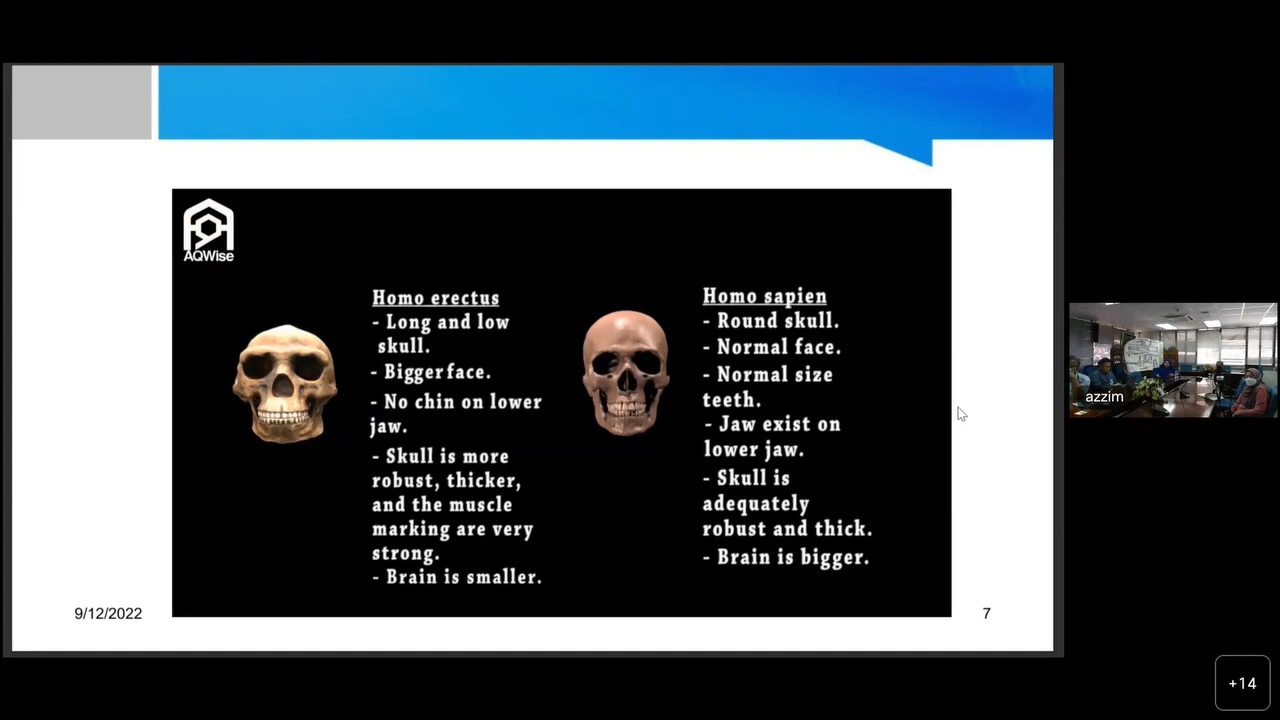 AQWise
Homo erectus
- Long and low
skull.
- Bigger face.
- No chin on lower
jaw.
- Skull is more
robust, thicker,
and the muscle
marking are very
strong.
- Brain is smaller.
Homo sapien
- Round skull.
- Normal face.
- Normal size
teeth.
- Jaw exist on
lower jaw.
- Skull is
adequately
robust and thick.
- Brain is bigger.
9/12/2022
7
azzim
+14